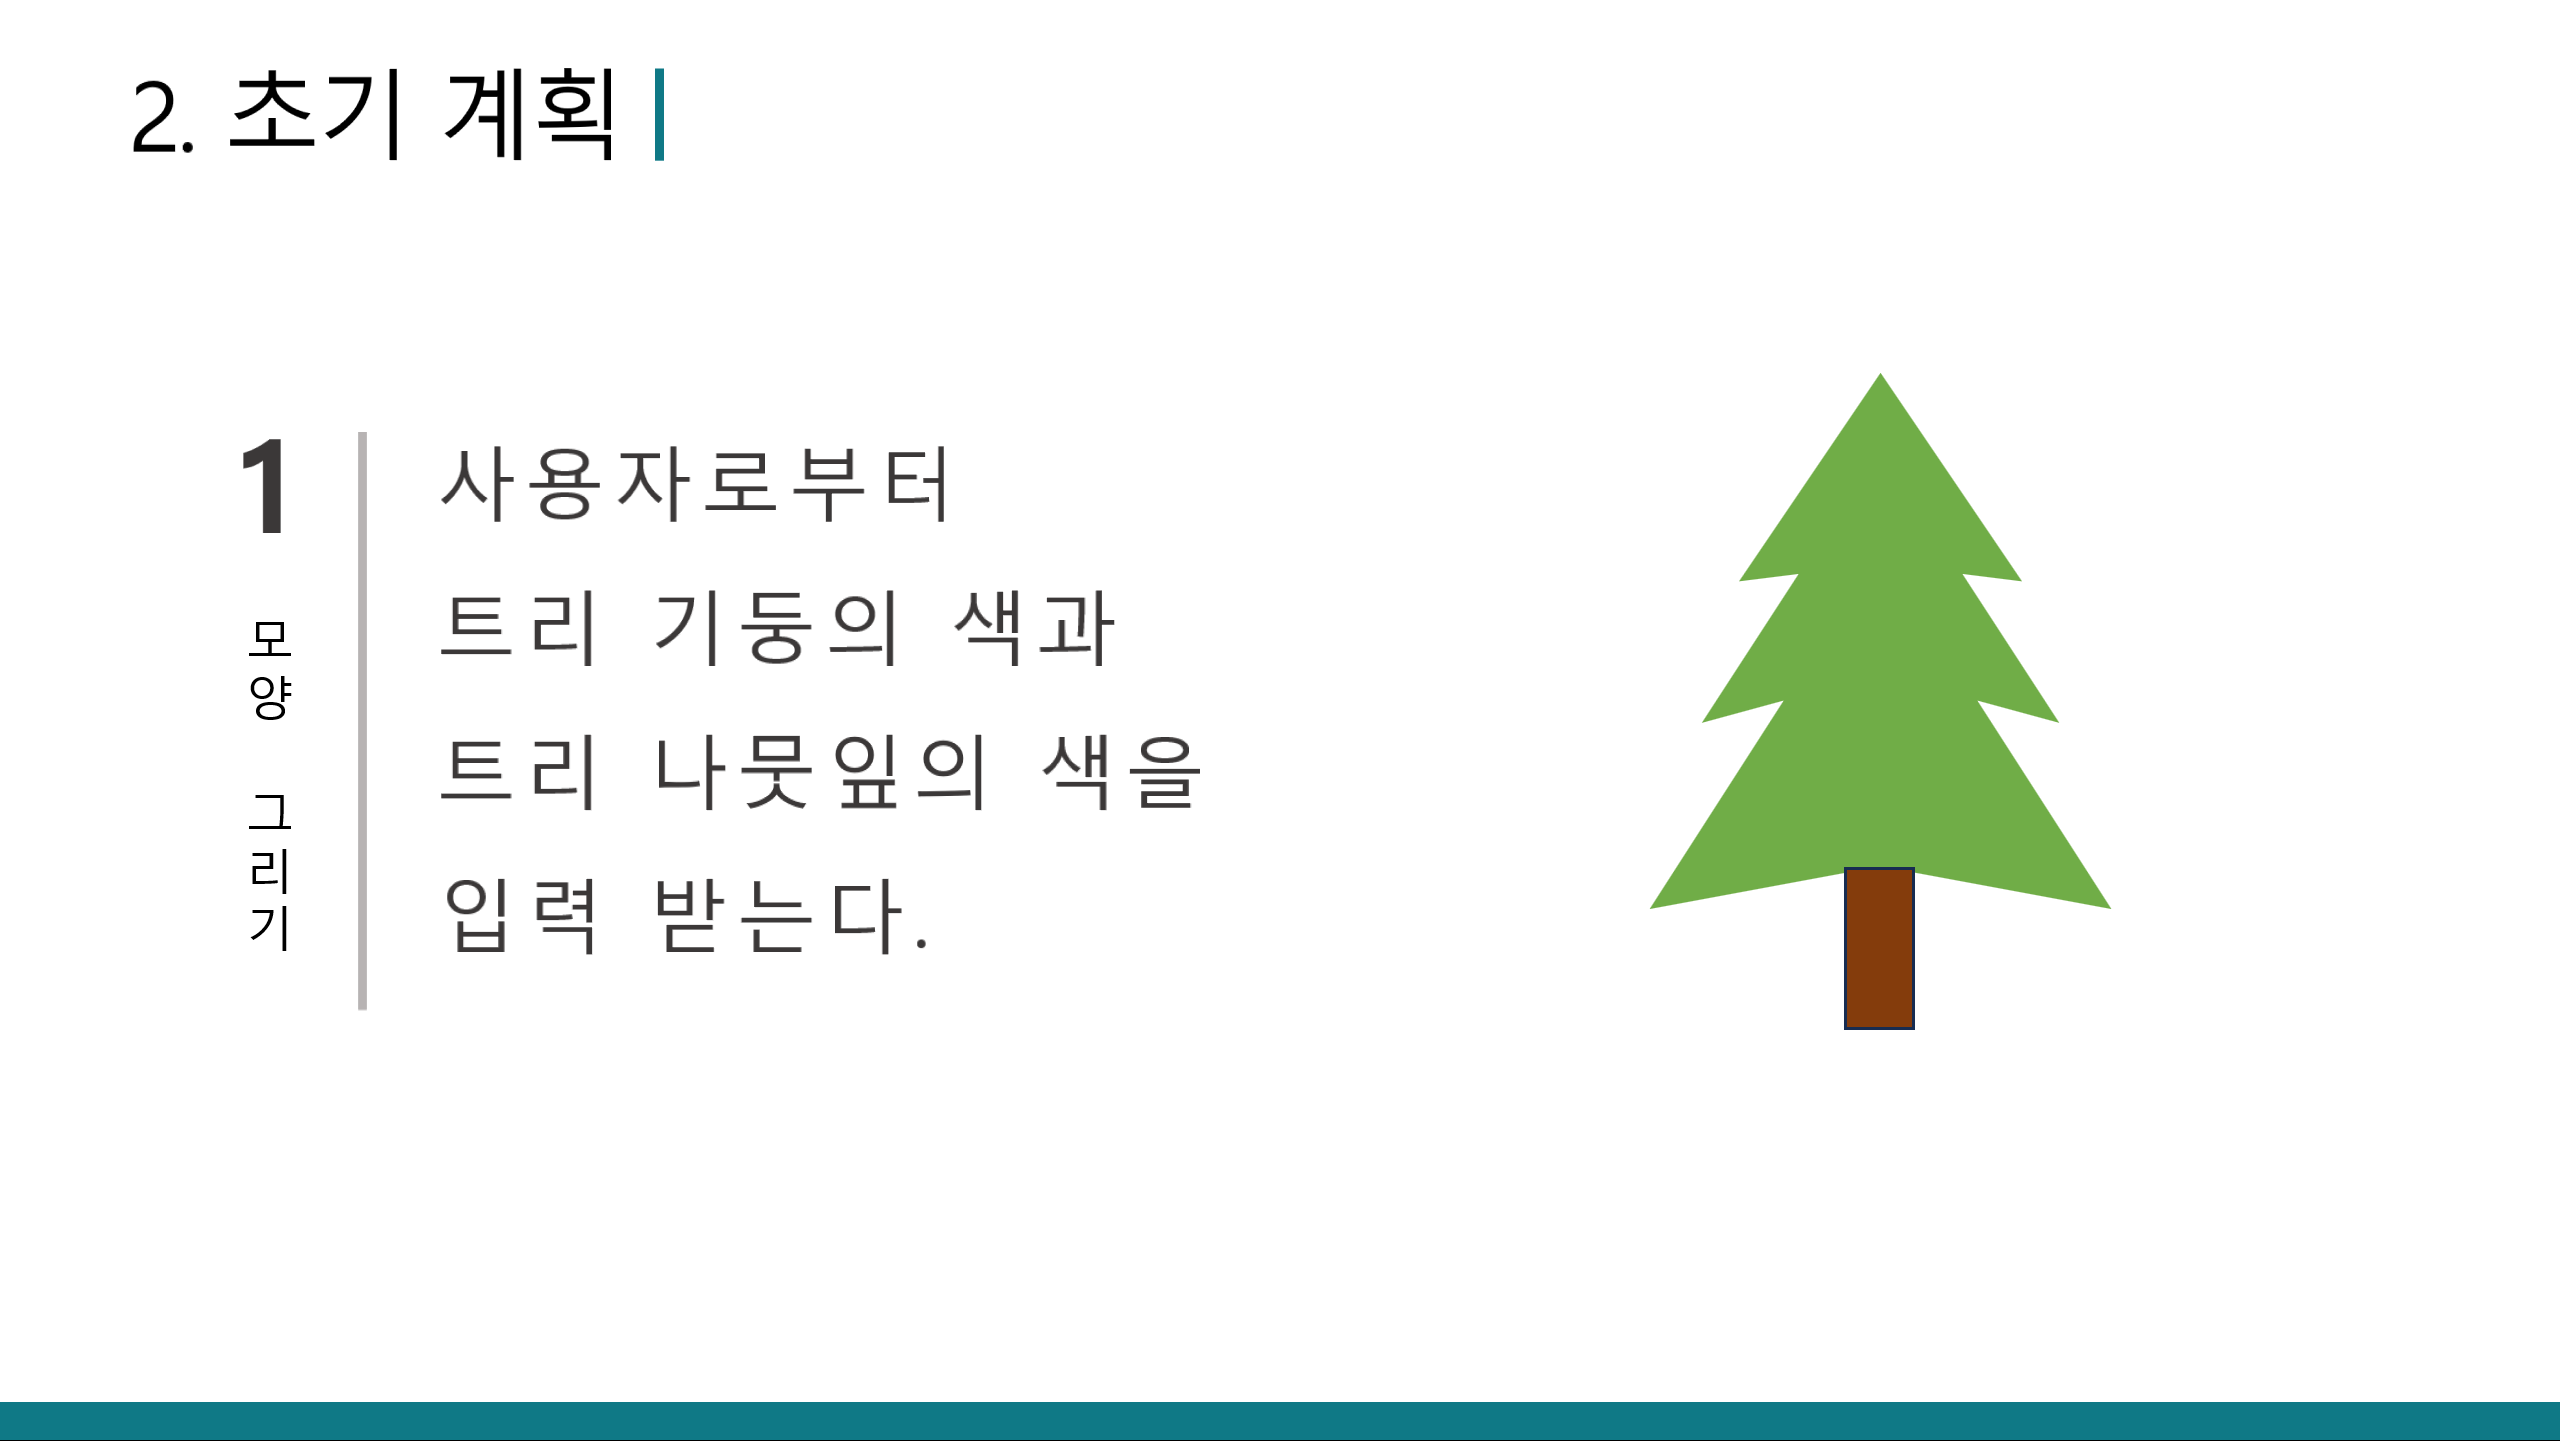 2. 초기 계획
1
모양 그리기
사용자로부터
트리 기둥의 색과
트리 나뭇잎의 색을
입력 받는다.